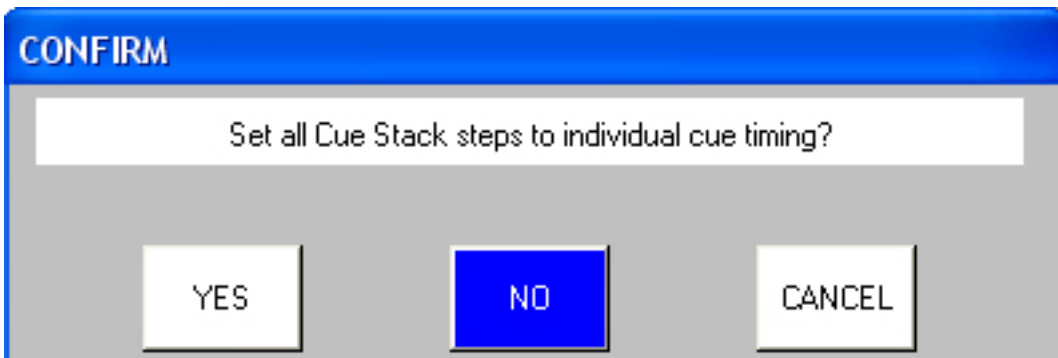 CONFIRM
Set all Cue Stack steps to individual cue timing?
YES NO CANCEL